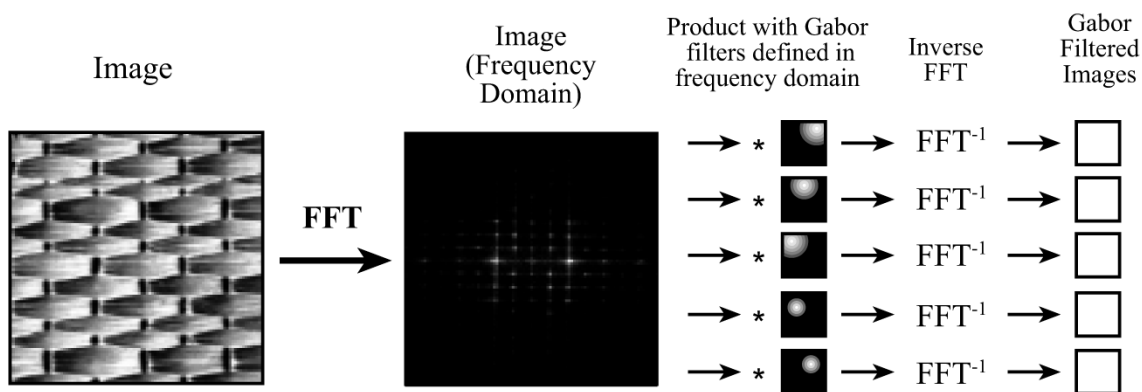 Image
FFT
Image
(Frequency
Domain)
Product with Gabor
filters defined in
frequency domain
Inverse
FFT
Gabor
Filtered
Images
* FFT-1
* FFT-1
* FFT-1
* FFT-1
* FFT-1